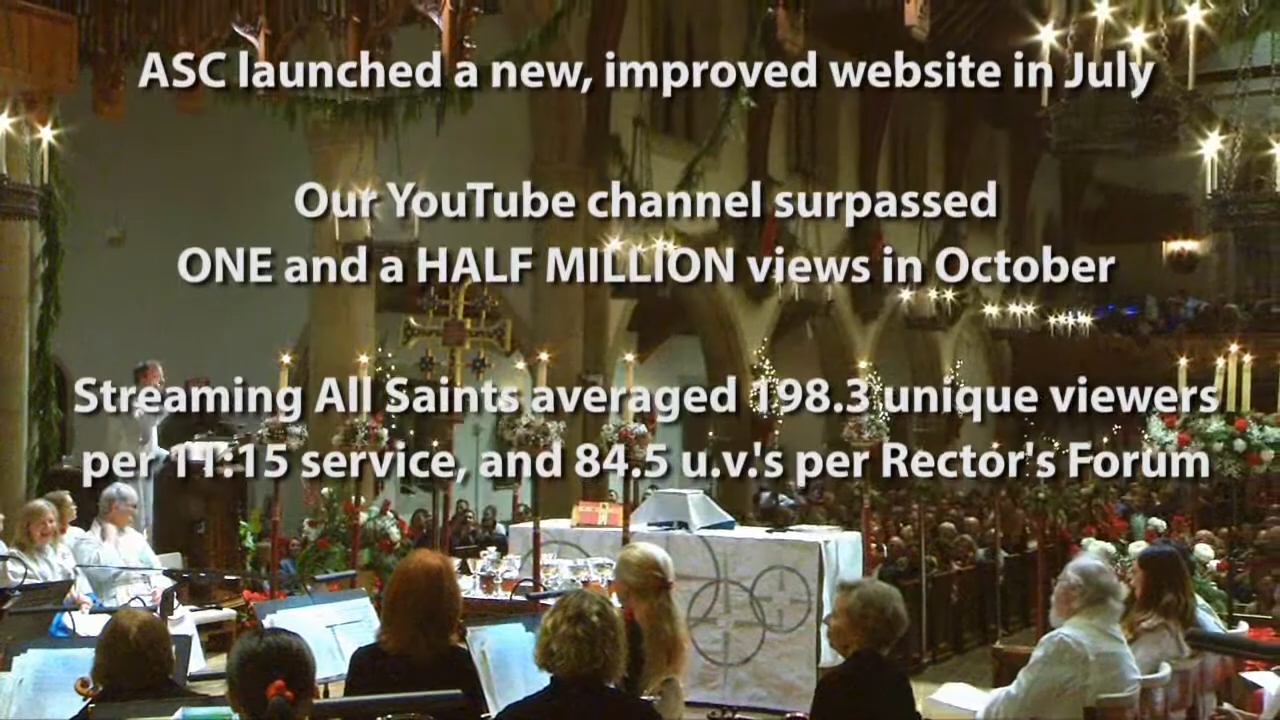 ASC launched a new, improved website in July
Our YouTube channel surpassed
ONE and a HALF MILLION views in October
Streaming All Saints averaged 198.3 unique viewers
per 11:15 service, and 84.5 u.v.'s per Rector's Forum